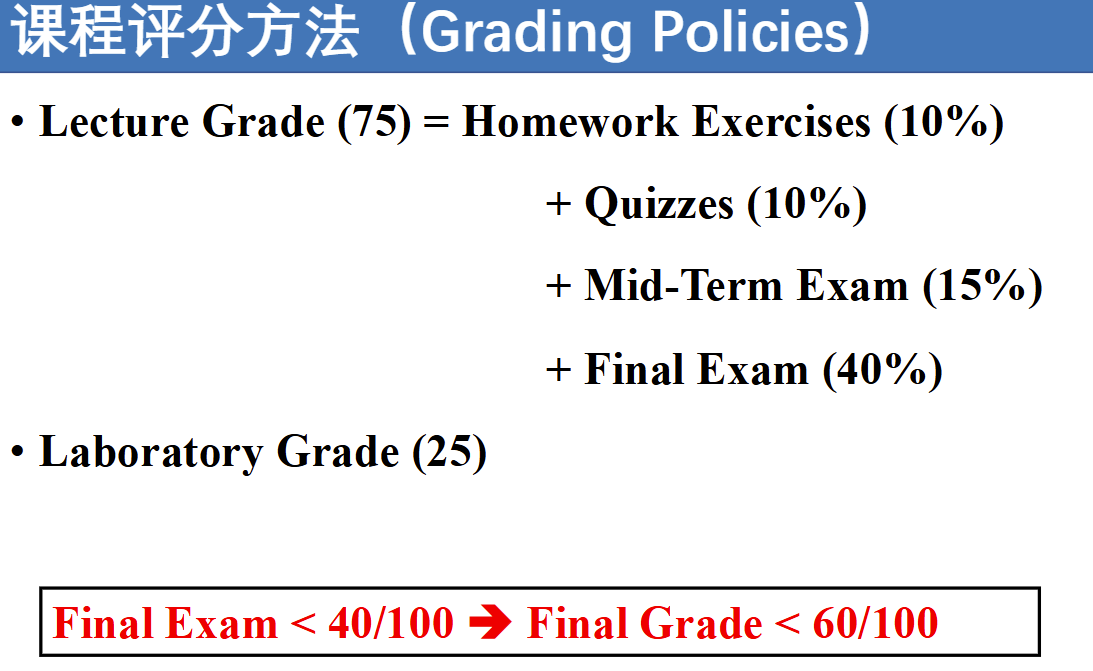 课程评分方法（Grading Policies）
• Lecture Grade (75) = Homework Exercises (10%)
+ Quizzes (10%)
+ Mid-Term Exam (15%)
+ Final Exam (40%)
• Laboratory Grade (25)
Final Exam < 40/100 ➔ Final Grade < 60/100